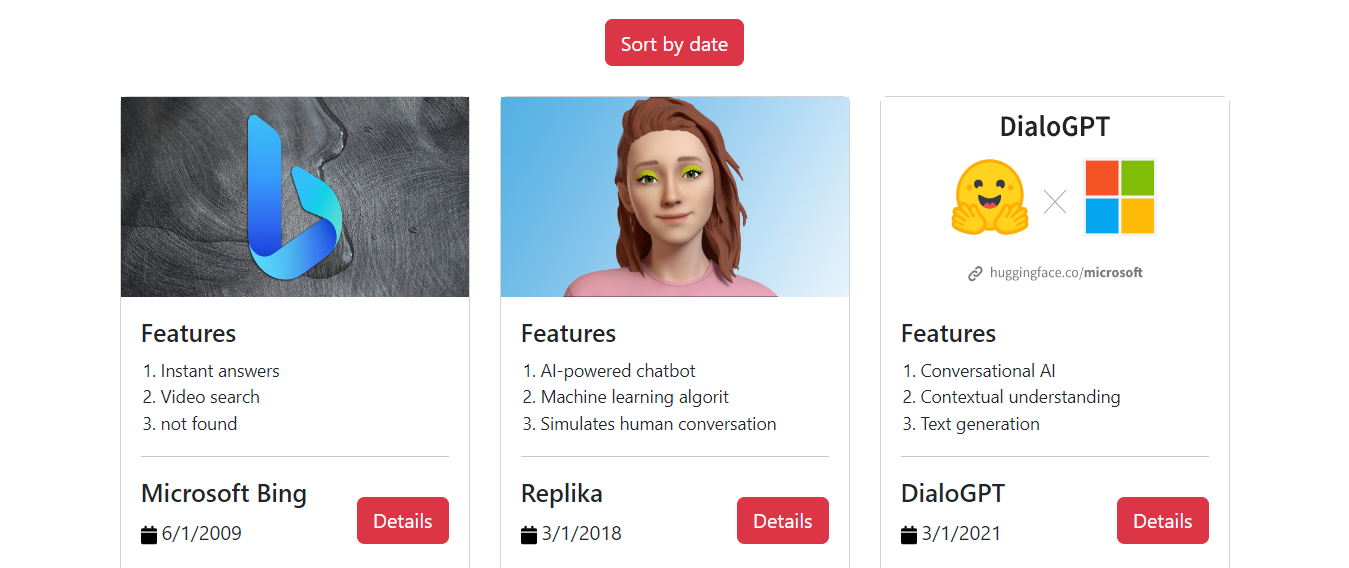 Sort by date
DialoGPT
huggingface.co/microsoft
Features
1. Instant answers
2. Video search
3. not found
Microsoft Bing
6/1/2009
Details
Features
1. AI-powered chatbot
2. Machine learning algorit
3. Simulates human conversation
Replika
3/1/2018
Details
Features
1. Conversational AI
2. Contextual understanding
3. Text generation
DialoGPT
3/1/2021
Details